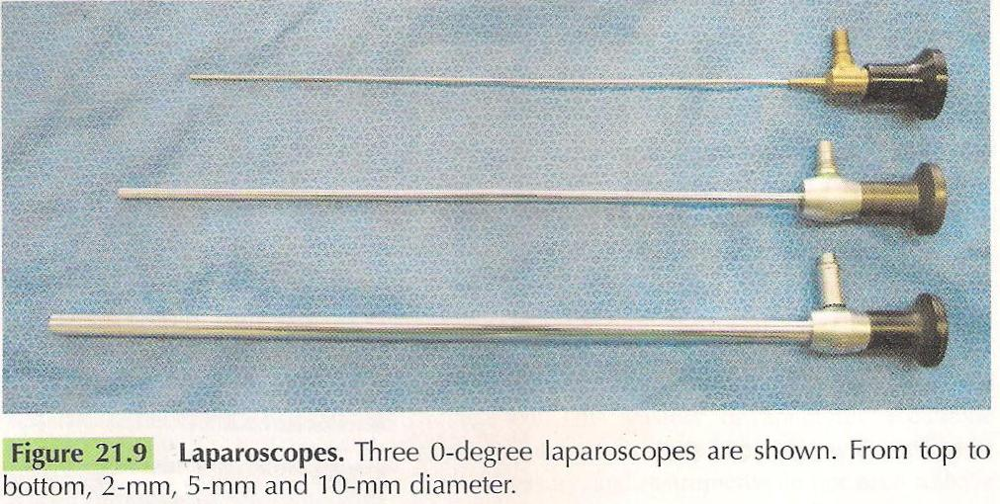 Figure 21.9 Laparoscopes. Three 0-degree laparoscopes are shown. From top to
bottom, 2-mm, 5-mm and 10-mm diameter.